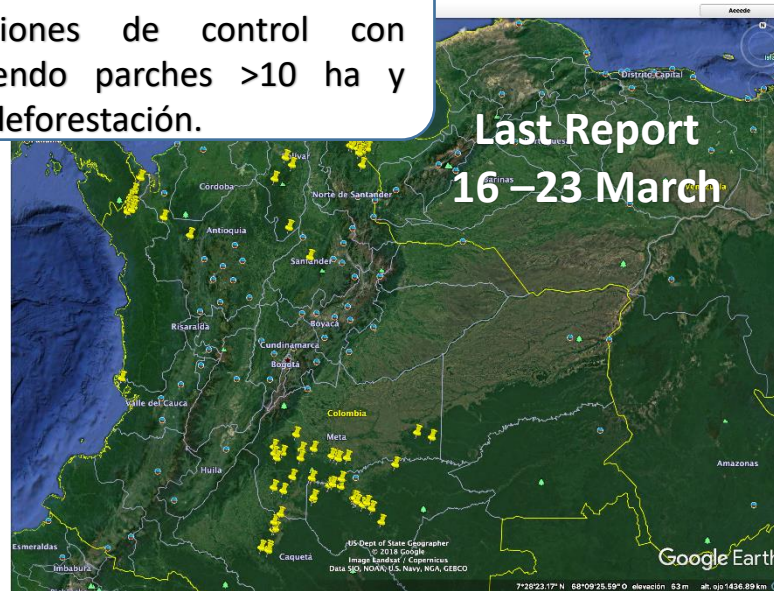 iones de control con
endo parches >10 ha y
deforestación.
Accede
Last Report
16 –23 March
Distrito Capital
Venezuela
Córdoba
Norte de Santander
Antioquia
Santander
Risaralda
Boyacá
Cundinamarca
Bogotá
Valle del Cauca
Colombia
Meta
Huila
Amazonas
Esmeraldas
Imbabura
Caquetá
US Dept of State Geographer
© 2018 Google
Image Landsat / Copernicus
Data SIO, NOAA, U.S. Navy, NGA, GEBCO
Google Earth
7°28'23.17" N 68°09'25.59" O elevación 63 m alt. ojo 1436.89 km